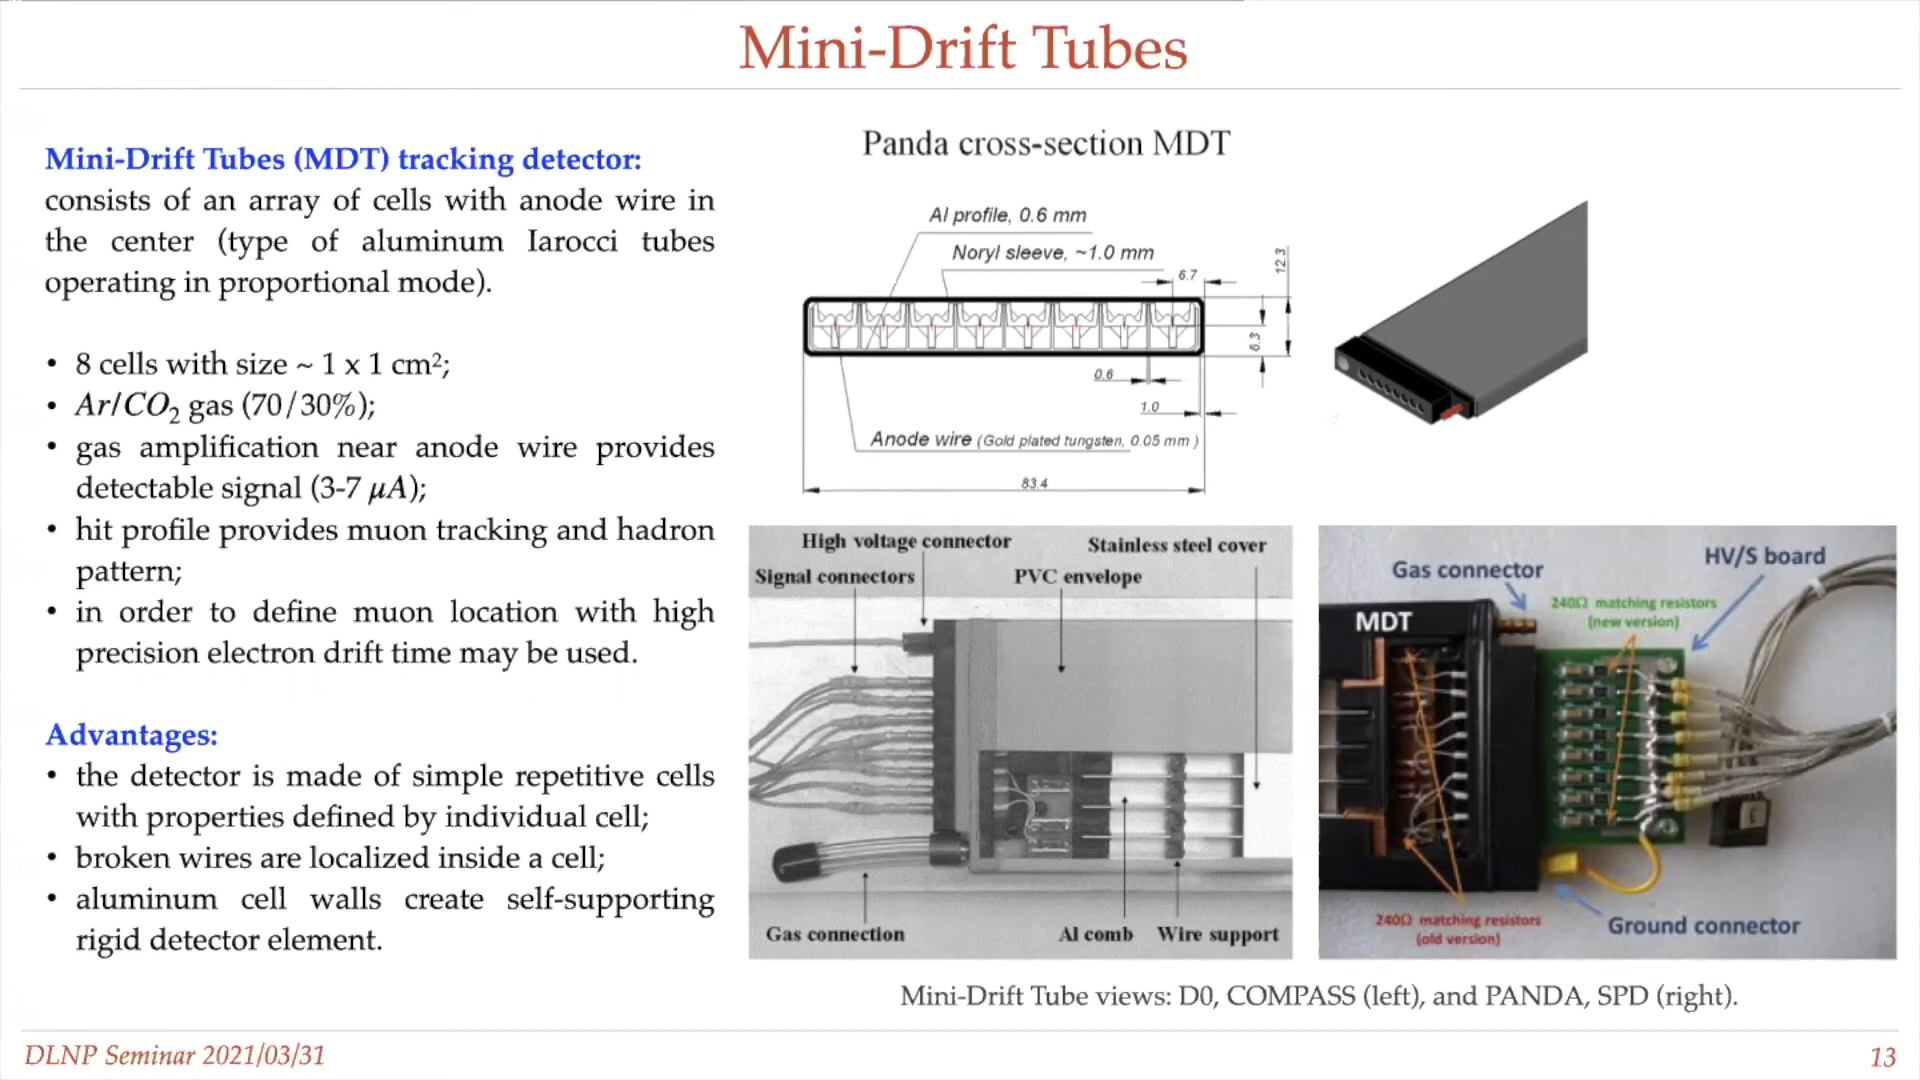 Mini-Drift Tubes
Mini-Drift Tubes (MDT) tracking detector:
consists of an array of cells with anode wire in
the center (type of aluminum Iarocci tubes
operating in proportional mode).
• 8 cells with size ~ 1 x 1 cm²;
• Ar/CO₂ gas (70/30%);
• gas amplification near anode wire provides
detectable signal (3-7 μA);
• hit profile provides muon tracking and hadron
pattern;
• in order to define muon location with high
precision electron drift time may be used.
Advantages:
• the detector is made of simple repetitive cells
with properties defined by individual cell;
• broken wires are localized inside a cell;
• aluminum cell walls create self-supporting
rigid detector element.
Panda cross-section MDT
Al profile, 0.6 mm
Noryl sleeve, ~1.0 mm
6.7
12.3
6.3
0.6
1.0
Anode wire (Gold plated tungsten, 0.05 mm )
83.4
High voltage connector
Stainless steel cover
Signal connectors
PVC envelope
Gas connection
Al comb
Wire support
HV/S board
Gas connector
240Ω matching resistors
(new version)
MDT
240Ω matching resistors
(old version)
Ground connector
Mini-Drift Tube views: D0, COMPASS (left), and PANDA, SPD (right).
DLNP Seminar 2021/03/31
13